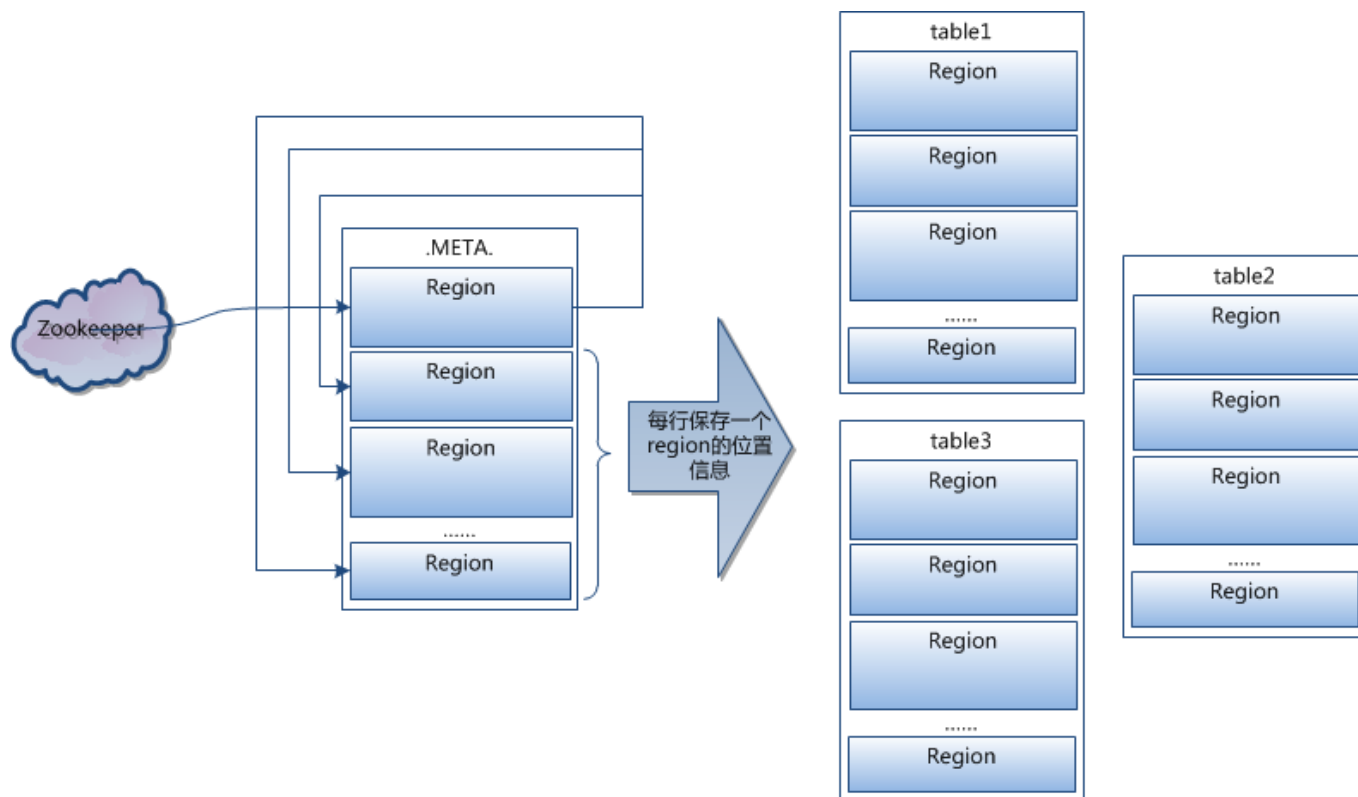 Zookeeper
.META.
Region
Region
Region
......
Region
每行保存一个
region的位置
信息
table1
Region
Region
Region
......
Region
table2
Region
Region
Region
......
Region
table3
Region
Region
Region
......
Region